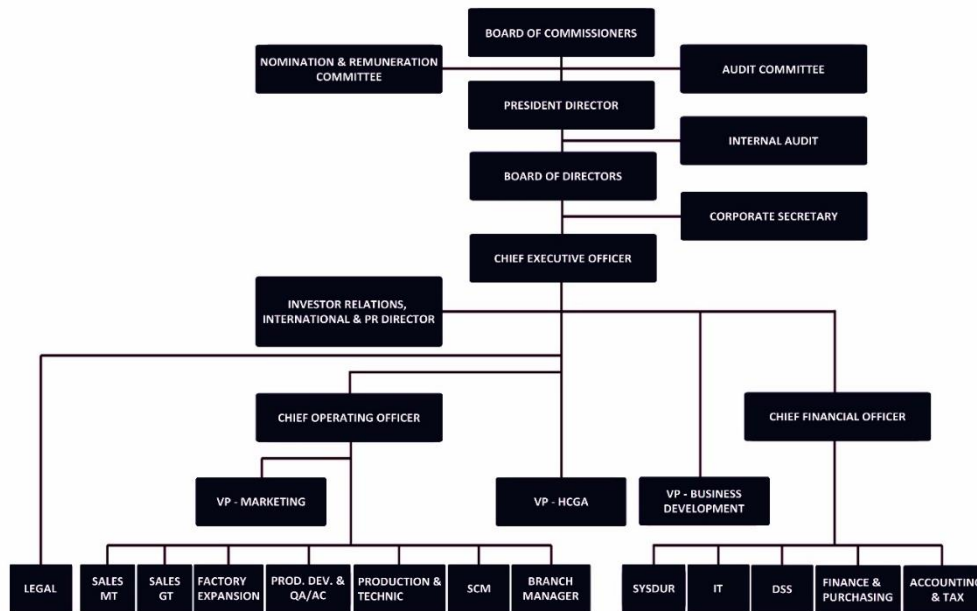 BOARD OF COMMISSIONERS
NOMINATION & REMUNERATION
COMMITTEE
AUDIT COMMITTEE
PRESIDENT DIRECTOR
INTERNAL AUDIT
BOARD OF DIRECTORS
CORPORATE SECRETARY
CHIEF EXECUTIVE OFFICER
INVESTOR RELATIONS,
INTERNATIONAL & PR DIRECTOR
CHIEF OPERATING OFFICER
CHIEF FINANCIAL OFFICER
VP - MARKETING
VP - HCGA
VP - BUSINESS
DEVELOPMENT
LEGAL
SALES
MT
SALES
GT
FACTORY
EXPANSION
PROD. DEV. &
QA/AC
PRODUCTION &
TECHNIC
SCM
BRANCH
MANAGER
SYSDUR
IT
DSS
FINANCE &
PURCHASING
ACCOUNTING
& TAX